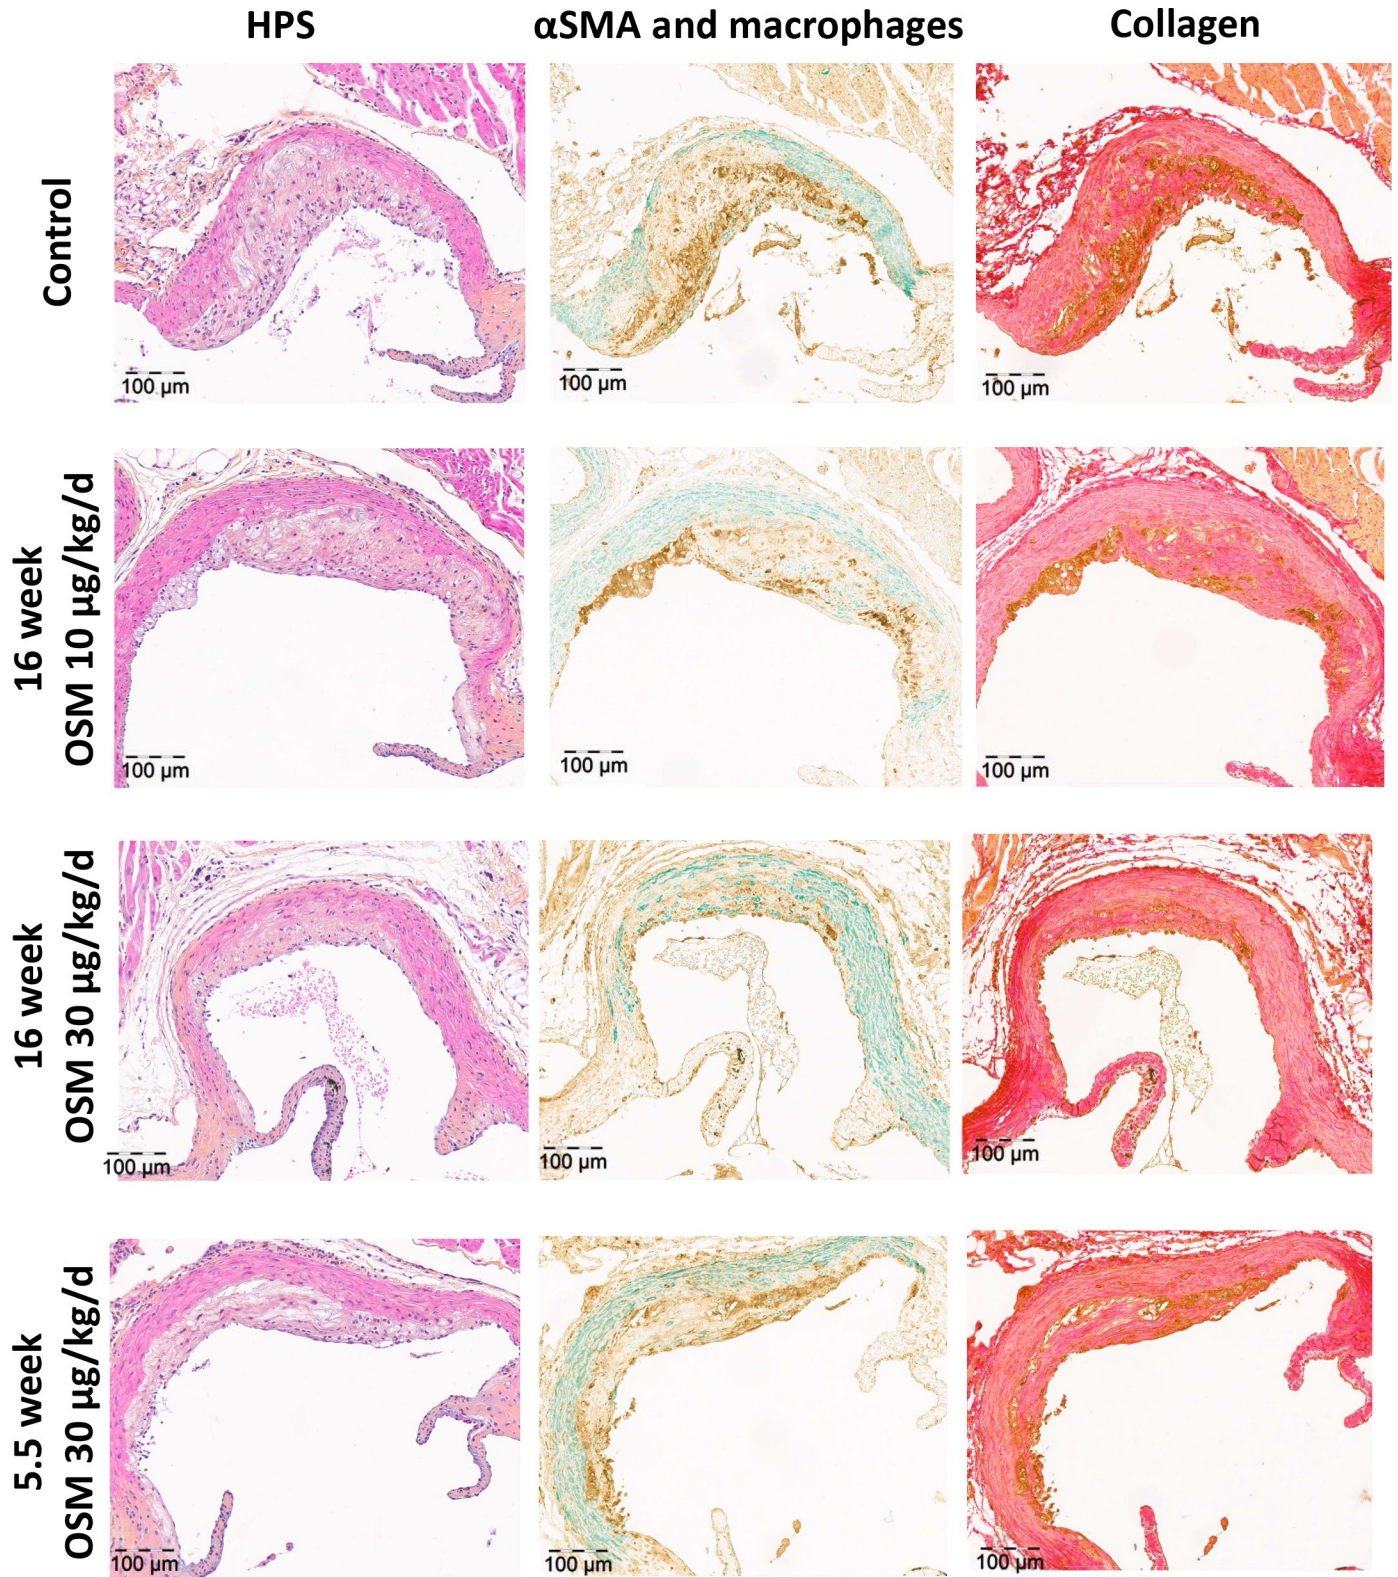 HPS
αSMA and macrophages
Collagen
Control
100 µm
100 µm
100 µm
16 week
OSM 10 µg/kg/d
100 µm
100 µm
100 µm
16 week
OSM 30 µg/kg/d
100 µm
100 µm
100 µm
5.5 week
OSM 30 µg/kg/d
100 µm
100 µm
100 µm